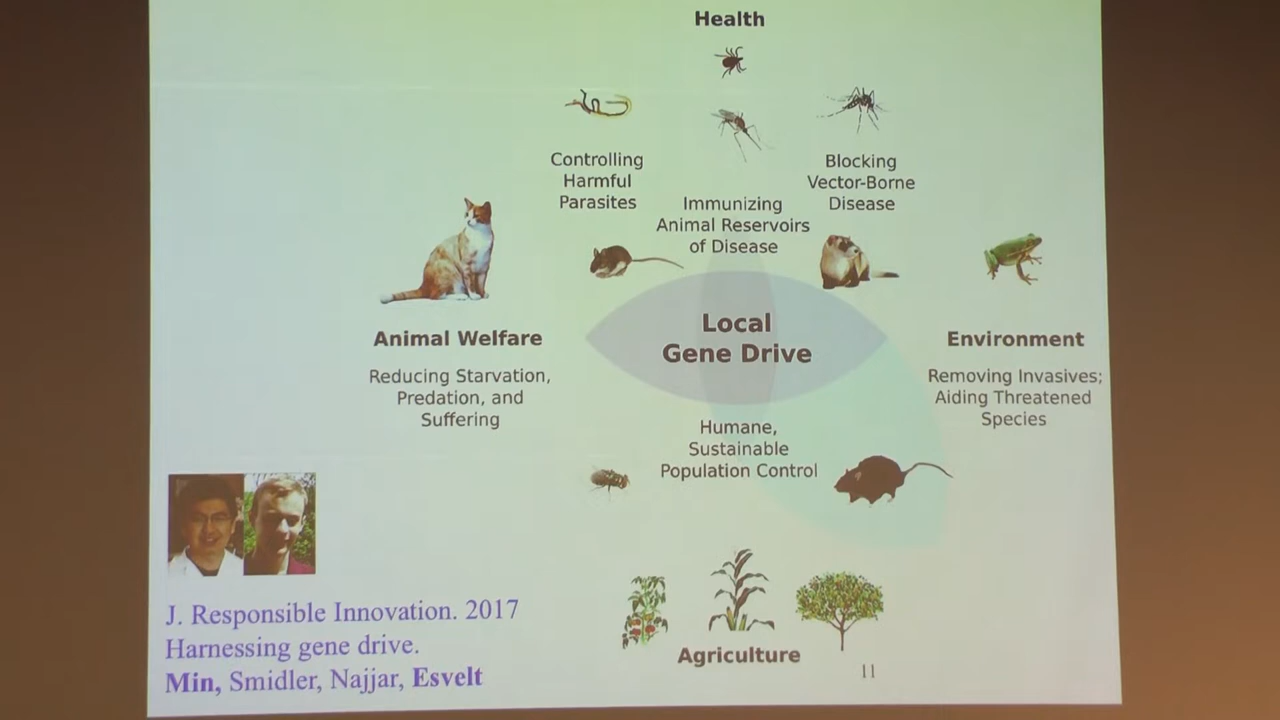 Health
Controlling
Harmful
Parasites
Immunizing
Animal Reservoirs
of Disease
Blocking
Vector-Borne
Disease
Animal Welfare
Reducing Starvation,
Predation, and
Suffering
Local
Gene Drive
Environment
Removing Invasives;
Aiding Threatened
Species
Humane,
Sustainable
Population Control
Agriculture
11
J. Responsible Innovation. 2017
Harnessing gene drive.
Min, Smidler, Najjar, Esvelt